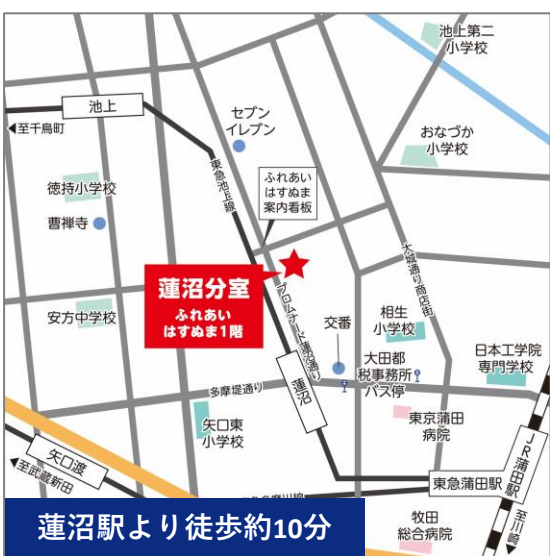 池上第二
小学校
池上
セブン
イレブン
◀至千鳥町
おなづか
小学校
東急池上線
ふれあい
はすぬま
案内看板
徳持小学校
曹禅寺
大城通り商店街
蓮沼分室
ふれあい
はすぬま1階
プロムナード蓮沼通り
安方中学校
交番
相生
小学校
日本工学院
専門学校
大田都
税事務所
バス停
多摩堤通り
蓮沼
矢口東
小学校
東京蒲田
病院
矢口渡
◀至武蔵新田
JR蒲田駅
東急蒲田駅
多摩川線
至川崎▶
牧田
総合病院
蓮沼駅より徒歩約10分